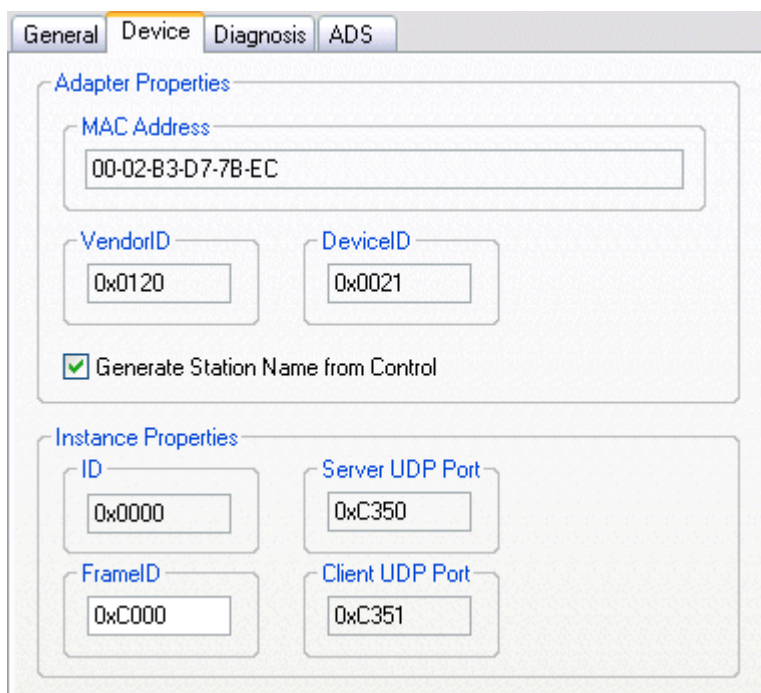 General Device Diagnosis ADS
Adapter Properties
MAC Address
00-02-B3-D7-7B-EC
VendorID DeviceID
0x0120 0x0021
Generate Station Name from Control
Instance Properties
ID Server UDP Port
0x0000 0xC350
FrameID Client UDP Port
0xC000 0xC351